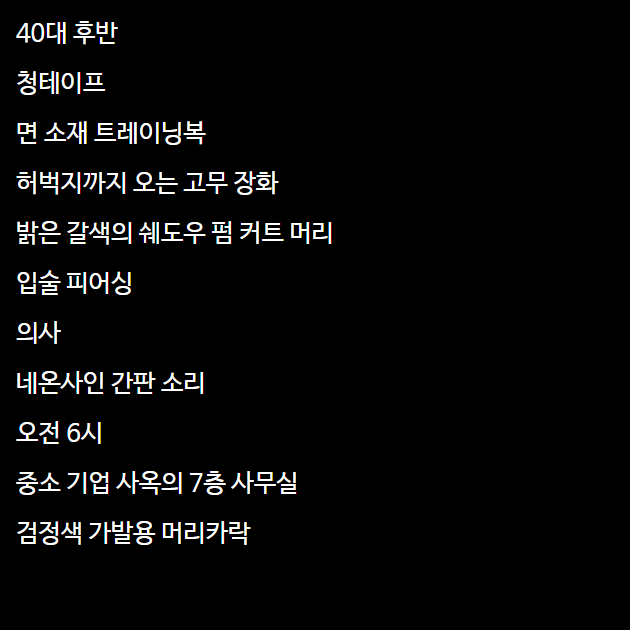 40대 후반
청테이프
면 소재 트레이닝복
허벅지까지 오는 고무 장화
밝은 갈색의 쉐도우 펌 커트 머리
입술 피어싱
의사
네온사인 간판 소리
오전 6시
중소 기업 사옥의 7층 사무실
검정색 가발용 머리카락